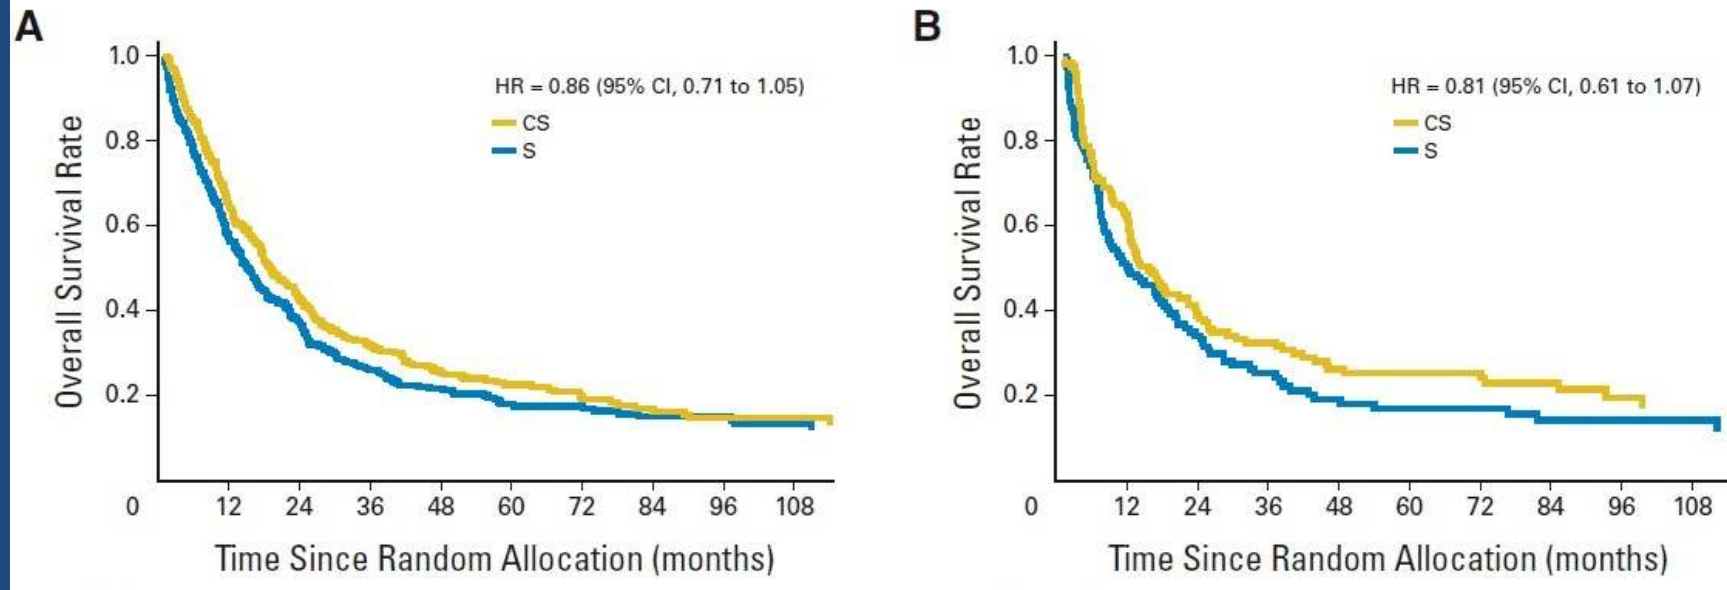 A
Overall Survival Rate
1.0
0.8
0.6
0.4
0.2
HR = 0.86 (95% CI, 0.71 to 1.05)
CS
S
0 12 24 36 48 60 72 84 96 108
Time Since Random Allocation (months)
B
Overall Survival Rate
1.0
0.8
0.6
0.4
0.2
HR = 0.81 (95% CI, 0.61 to 1.07)
CS
S
0 12 24 36 48 60 72 84 96 108
Time Since Random Allocation (months)